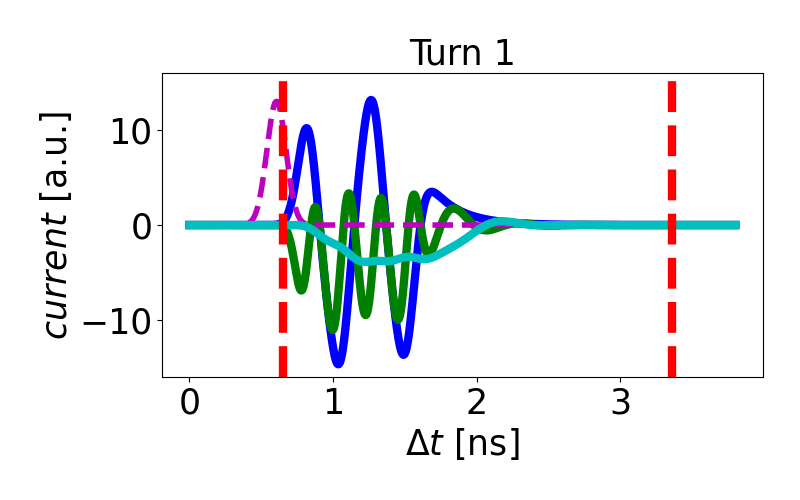 Turn 1
current [a.u.]
10
0
−10
0 1 2 3
Δt [ns]